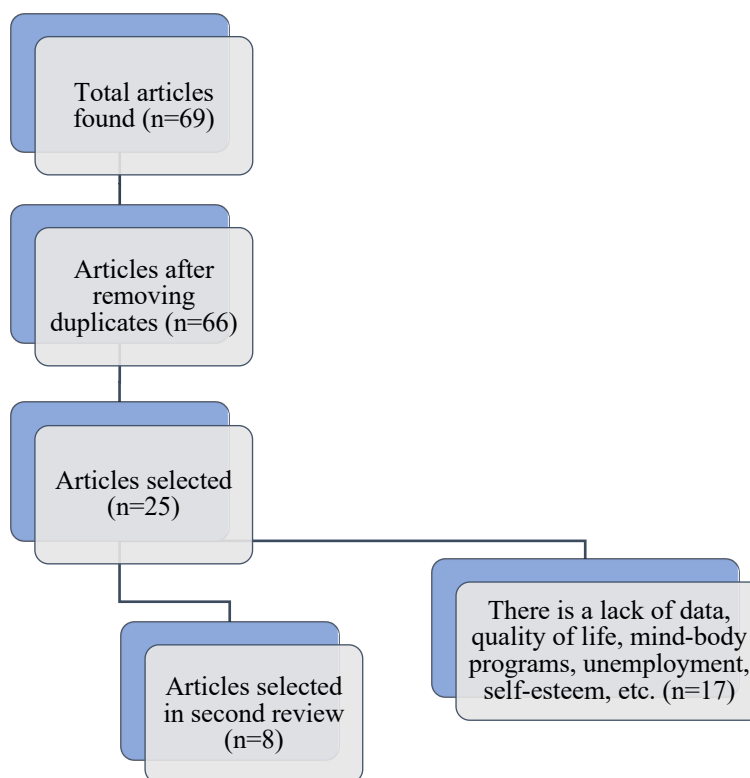 Total articles
found (n=69)
Articles after
removing
duplicates (n=66)
Articles selected
(n=25)
There is a lack of data,
quality of life, mind-body
programs, unemployment,
self-esteem, etc. (n=17)
Articles selected
in second review
(n=8)